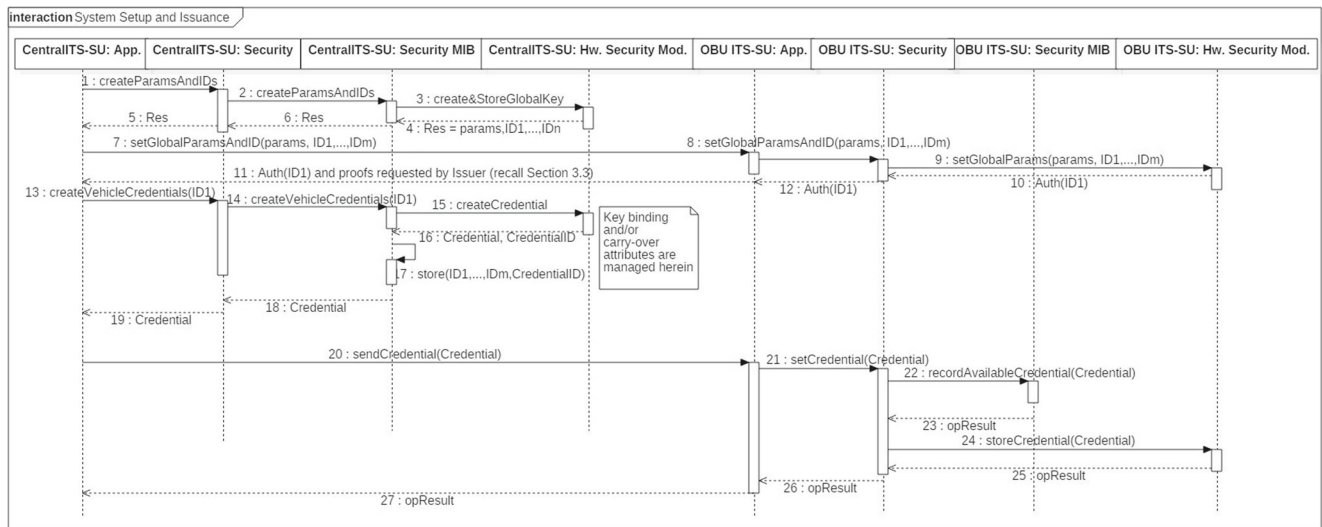 interaction System Setup and Issuance
CentralITS-SU: App.
CentralITS-SU: Security
CentralITS-SU: Security MIB
CentralITS-SU: Hw. Security Mod.
OBU ITS-SU: App.
OBU ITS-SU: Security
OBU ITS-SU: Security MIB
OBU ITS-SU: Hw. Security Mod.
1 : createParamsAndIDs
2 : createParamsAndIDs
3 : create&StoreGlobalKey
5 : Res
6 : Res
4 : Res = params,ID1,...,IDn
7 : setGlobalParamsAndID(params, ID1,...,IDm)
8 : setGlobalParamsAndID(params, ID1,...,IDm)
9 : setGlobalParams(params, ID1,...,IDm)
11 : Auth(ID1) and proofs requested by Issuer (recall Section 3.3)
12 : Auth(ID1)
10 : Auth(ID1)
13 : createVehicleCredentials(ID1)
14 : createVehicleCredentials(ID1)
15 : createCredential
16 : Credential, CredentialID
Key binding
and/or
carry-over
attributes are
managed herein
17 : store(ID1,...,IDm,CredentialID)
18 : Credential
19 : Credential
20 : sendCredential(Credential)
21 : setCredential(Credential)
22 : recordAvailableCredential(Credential)
23 : opResult
24 : storeCredential(Credential)
25 : opResult
26 : opResult
27 : opResult